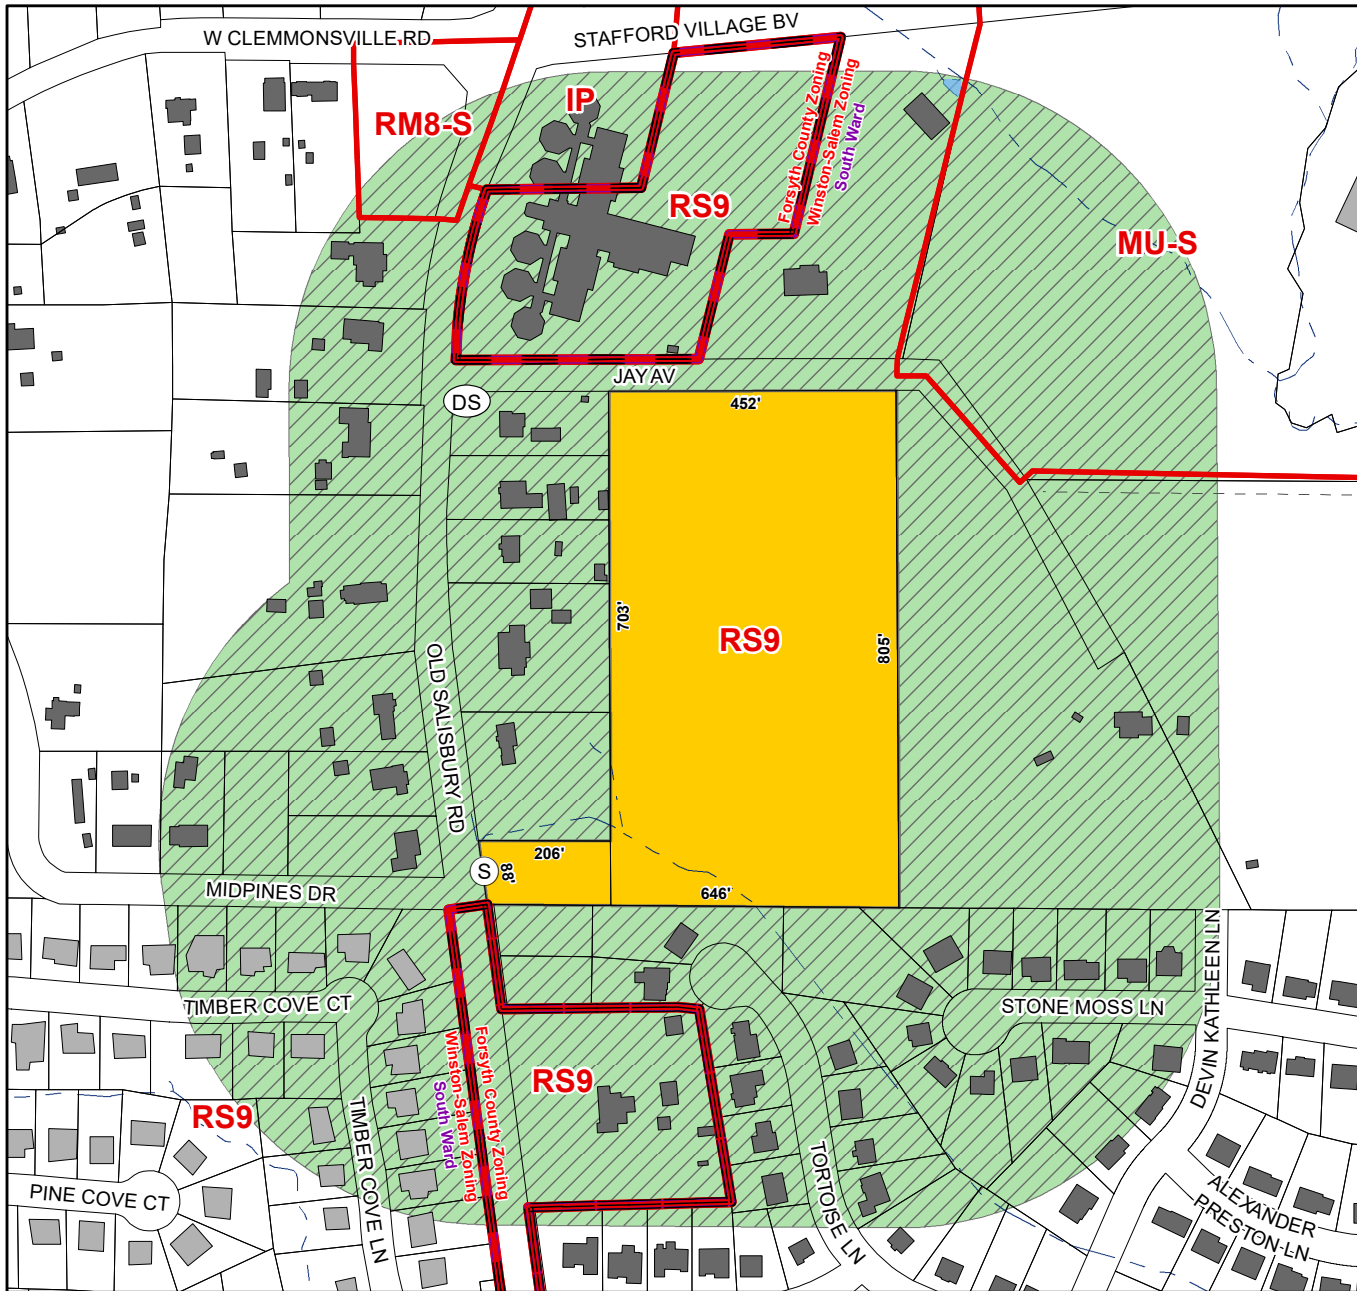 W CLEMMONSVILLE RD
STAFFORD VILLAGE BV
IP
RM8-S
Forsyth County Zoning
Winston-Salem Zoning
South Ward
RS9
MU-S
JAY AV
DS
452'
703'
RS9
805'
OLD SALISBURY RD
206'
S
88'
646'
MIDPINES DR
TIMBER COVE CT
STONE MOSS LN
DEVIN KATHLEEN LN
Forsyth County Zoning
Winston-Salem Zoning
South Ward
RS9
RS9
TIMBER COVE LN
TORTOISE LN
PINE COVE CT
ALEXANDER
PRESTON LN